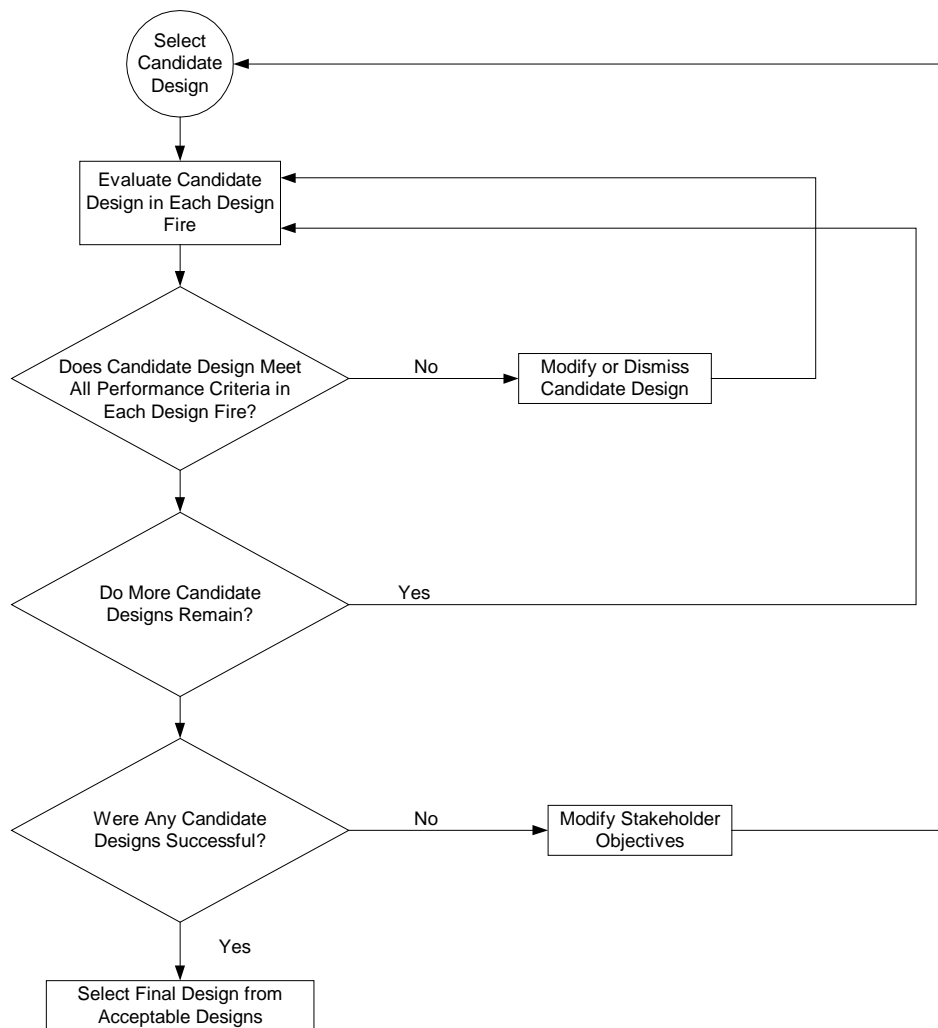 Select
Candidate
Design
Evaluate Candidate
Design in Each Design
Fire
Does Candidate Design Meet
All Performance Criteria in
Each Design Fire?
No
Modify or Dismiss
Candidate Design
Do More Candidate
Designs Remain?
Yes
Were Any Candidate
Designs Successful?
No
Modify Stakeholder
Objectives
Yes
Select Final Design from
Acceptable Designs